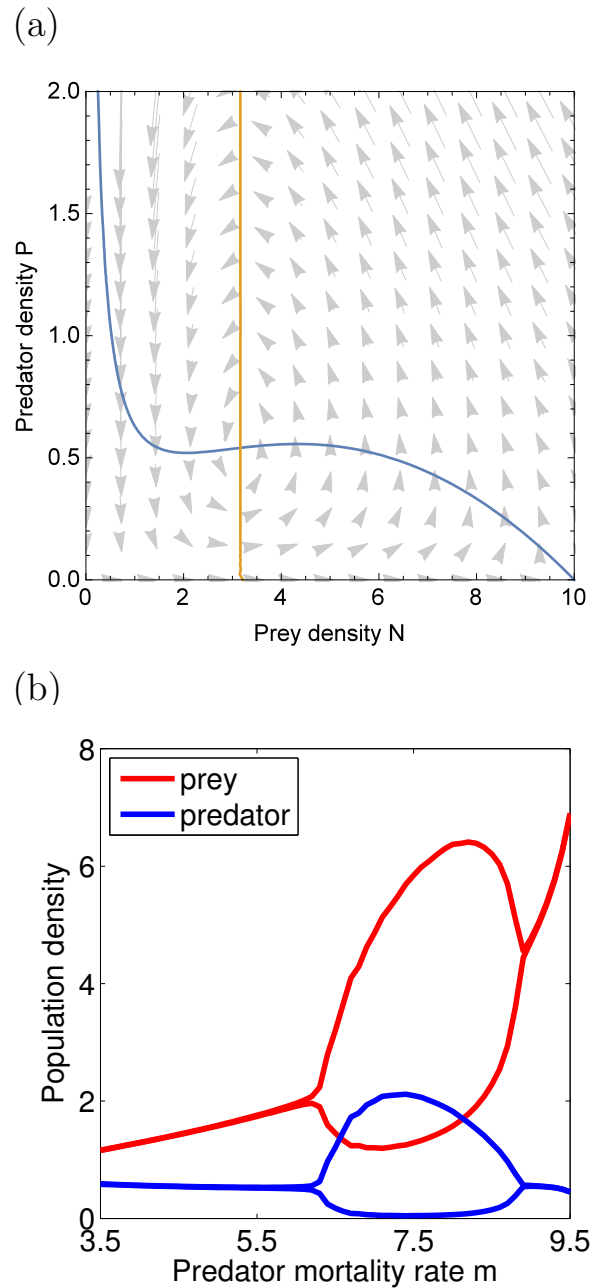 (a)
2.0
1.5
1.0
0.5
0.0
0 2 4 6 8 10
Predator density P
Prey density N
(b)
8
6
4
2
0
prey
predator
3.5 5.5 7.5 9.5
Population density
Predator mortality rate m